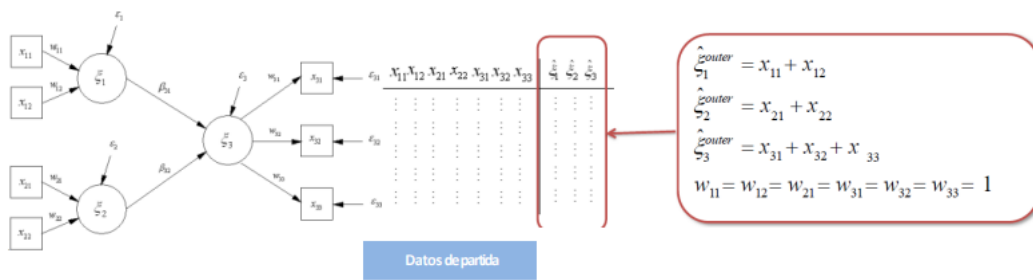 ε₁
x₁₁ w₁₁
ξ₁
x₁₂ w₁₂
β₃₁
ε₂
x₂₁ w₂₁
ξ₂
x₂₂ w₂₂
β₃₂
ε₃
ξ₃
w₃₁ x₃₁ ε₃₁
w₃₂ x₃₂ ε₃₂
w₃₃ x₃₃ ε₃₃
x₁₁ x₁₂ x₂₁ x₂₂ x₃₁ x₃₂ x₃₃ ξ̂₁ ξ̂₂ ξ̂₃
Datos de partida
ξ̂₁ᵒᵘᵗᵉʳ = x₁₁ + x₁₂
ξ̂₂ᵒᵘᵗᵉʳ = x₂₁ + x₂₂
ξ̂₃ᵒᵘᵗᵉʳ = x₃₁ + x₃₂ + x ₃₃
w₁₁ = w₁₂ = w₂₁ = w₃₁ = w₃₂ = w₃₃ = 1